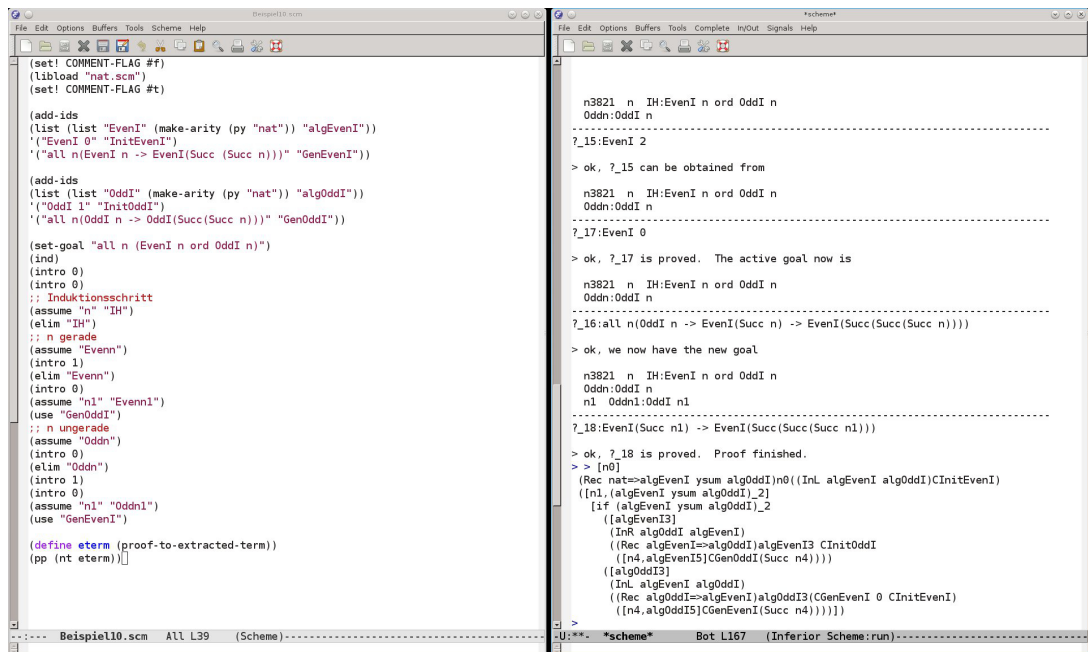 Beispiel10.scm
File Edit Options Buffers Tools Scheme Help
(set! COMMENT-FLAG #f)
(libload "nat.scm")
(set! COMMENT-FLAG #t)
(add-ids
(list (list "EvenI" (make-arity (py "nat")) "algEvenI"))
'("EvenI 0" "InitEvenI")
'("all n(EvenI n -> EvenI(Succ (Succ n)))" "GenEvenI"))
(add-ids
(list (list "OddI" (make-arity (py "nat")) "algOddI"))
'("OddI 1" "InitOddI")
'("all n(OddI n -> OddI(Succ(Succ n)))" "GenOddI"))
(set-goal "all n (EvenI n ord OddI n)")
(ind)
(intro 0)
(intro 0)
;; Induktionsschritt
(assume "n" "IH")
(elim "IH")
;; n gerade
(assume "Evenn")
(intro 1)
(elim "Evenn")
(intro 0)
(assume "n1" "Evenn1")
(use "GenOddI")
;; n ungerade
(assume "Oddn")
(intro 0)
(elim "Oddn")
(intro 1)
(intro 0)
(assume "n1" "Oddn1")
(use "GenEvenI")
(define eterm (proof-to-extracted-term))
(pp (nt eterm))
--:--- Beispiel10.scm All L39 (Scheme)--------------------------------------------
*scheme*
File Edit Options Buffers Tools Complete In/Out Signals Help
n3821 n IH:EvenI n ord OddI n
Oddn:OddI n
-----------------------------------------------------------------------------
?_15:EvenI 2
> ok, ?_15 can be obtained from
n3821 n IH:EvenI n ord OddI n
Oddn:OddI n
-----------------------------------------------------------------------------
?_17:EvenI 0
> ok, ?_17 is proved. The active goal now is
n3821 n IH:EvenI n ord OddI n
Oddn:OddI n
-----------------------------------------------------------------------------
?_16:all n(OddI n -> EvenI(Succ n) -> EvenI(Succ(Succ(Succ n))))
> ok, we now have the new goal
n3821 n IH:EvenI n ord OddI n
Oddn:OddI n
n1 Oddn1:OddI n1
-----------------------------------------------------------------------------
?_18:EvenI(Succ n1) -> EvenI(Succ(Succ(Succ n1)))
> ok, ?_18 is proved. Proof finished.
> > [n0]
(Rec nat=>algEvenI ysum algOddI)n0((InL algEvenI algOddI)CInitEvenI)
([n1,(algEvenI ysum algOddI)_2]
[if (algEvenI ysum algOddI)_2
([algEvenI3]
(InR algOddI algEvenI)
((Rec algEvenI=>algOddI)algEvenI3 CInitOddI
([n4,algEvenI5]CGenOddI(Succ n4))))
([algOddI3]
(InL algEvenI algOddI)
((Rec algOddI=>algEvenI)algOddI3(CGenEvenI 0 CInitEvenI)
([n4,algOddI5]CGenEvenI(Succ n4))))])
>
-U:**- *scheme* Bot L167 (Inferior Scheme:run)------------------------------